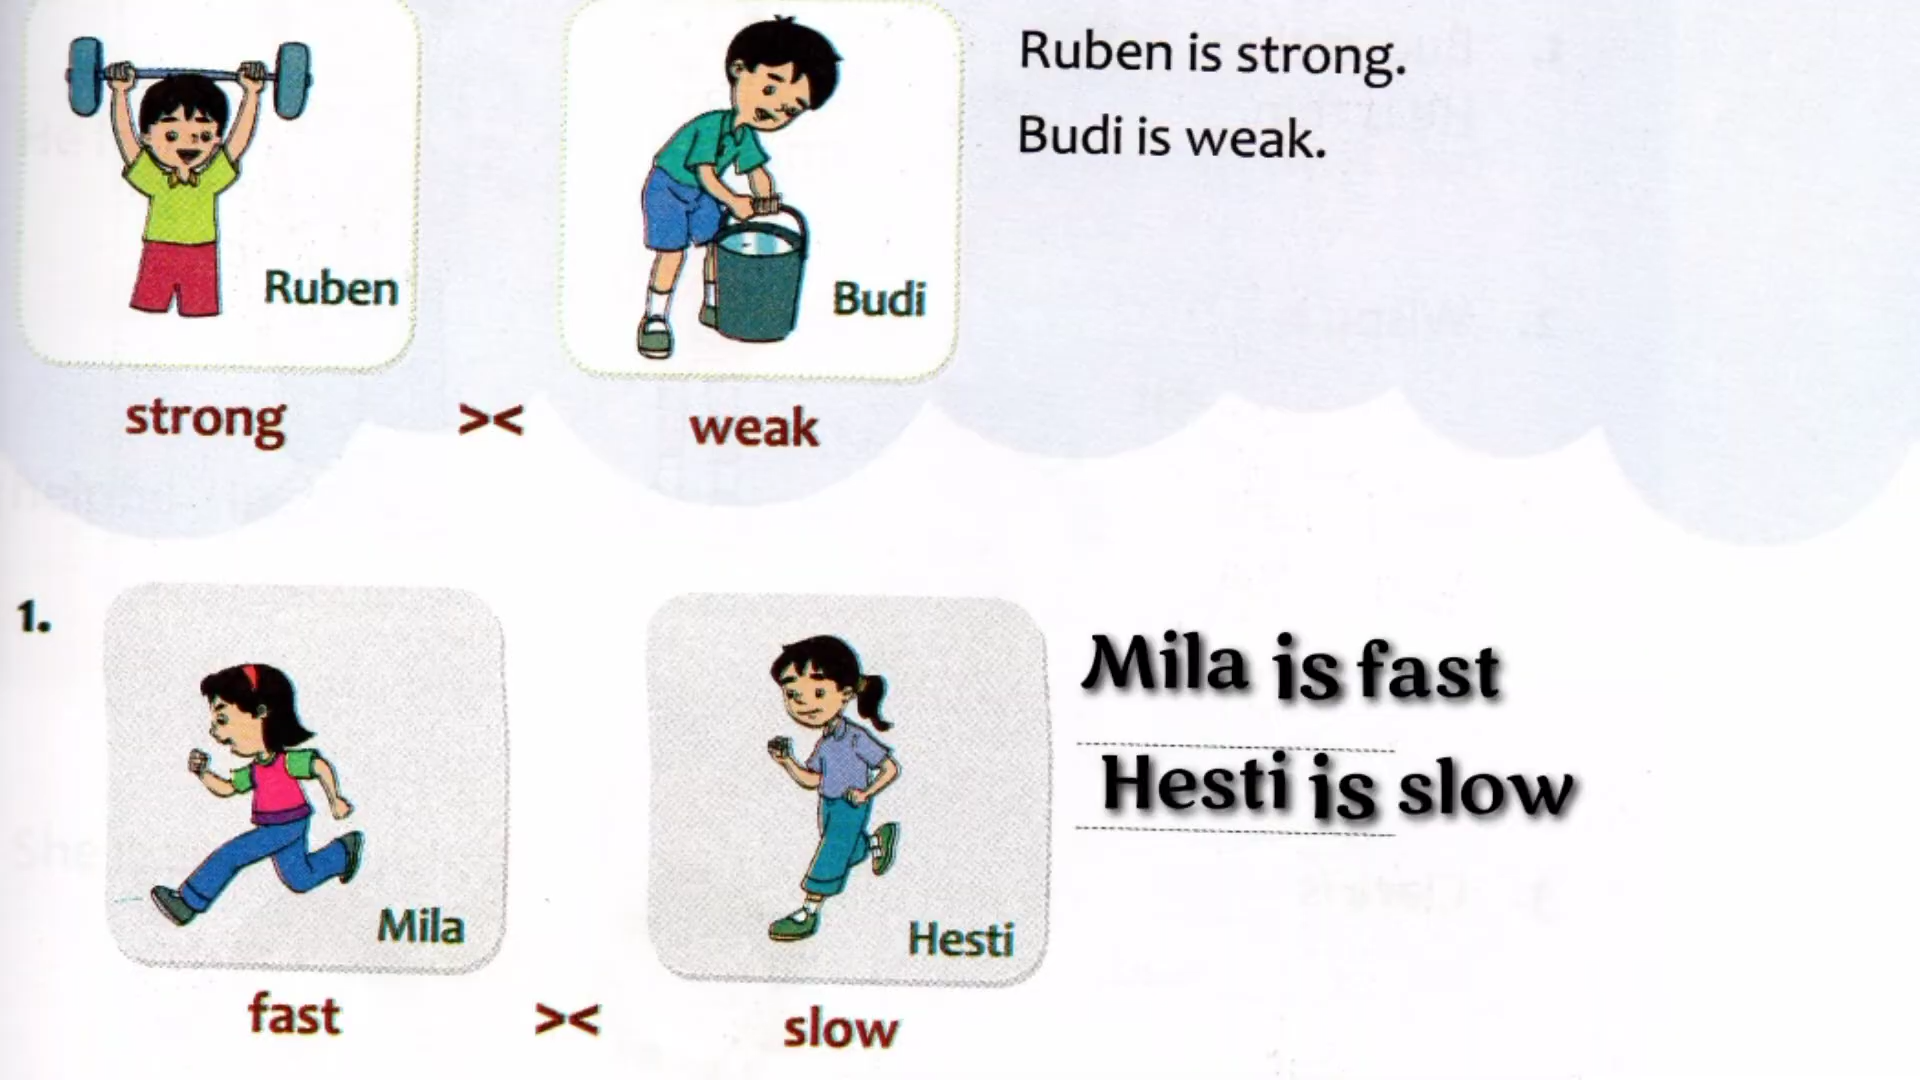 Ruben is strong.
Budi is weak.
Ruben
Budi
strong >< weak
1.
Mila is fast
Hesti is slow
Mila
Hesti
fast >< slow